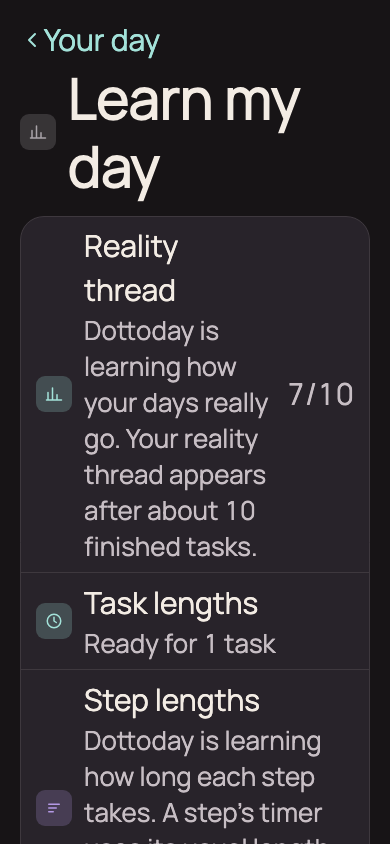 Your day
Learn my
day
Reality
thread
Dottoday is
learning how
your days really
go. Your reality
thread appears
after about 10
finished tasks.
7/10
Task lengths
Ready for 1 task
Step lengths
Dottoday is learning
how long each step
takes. A step's timer